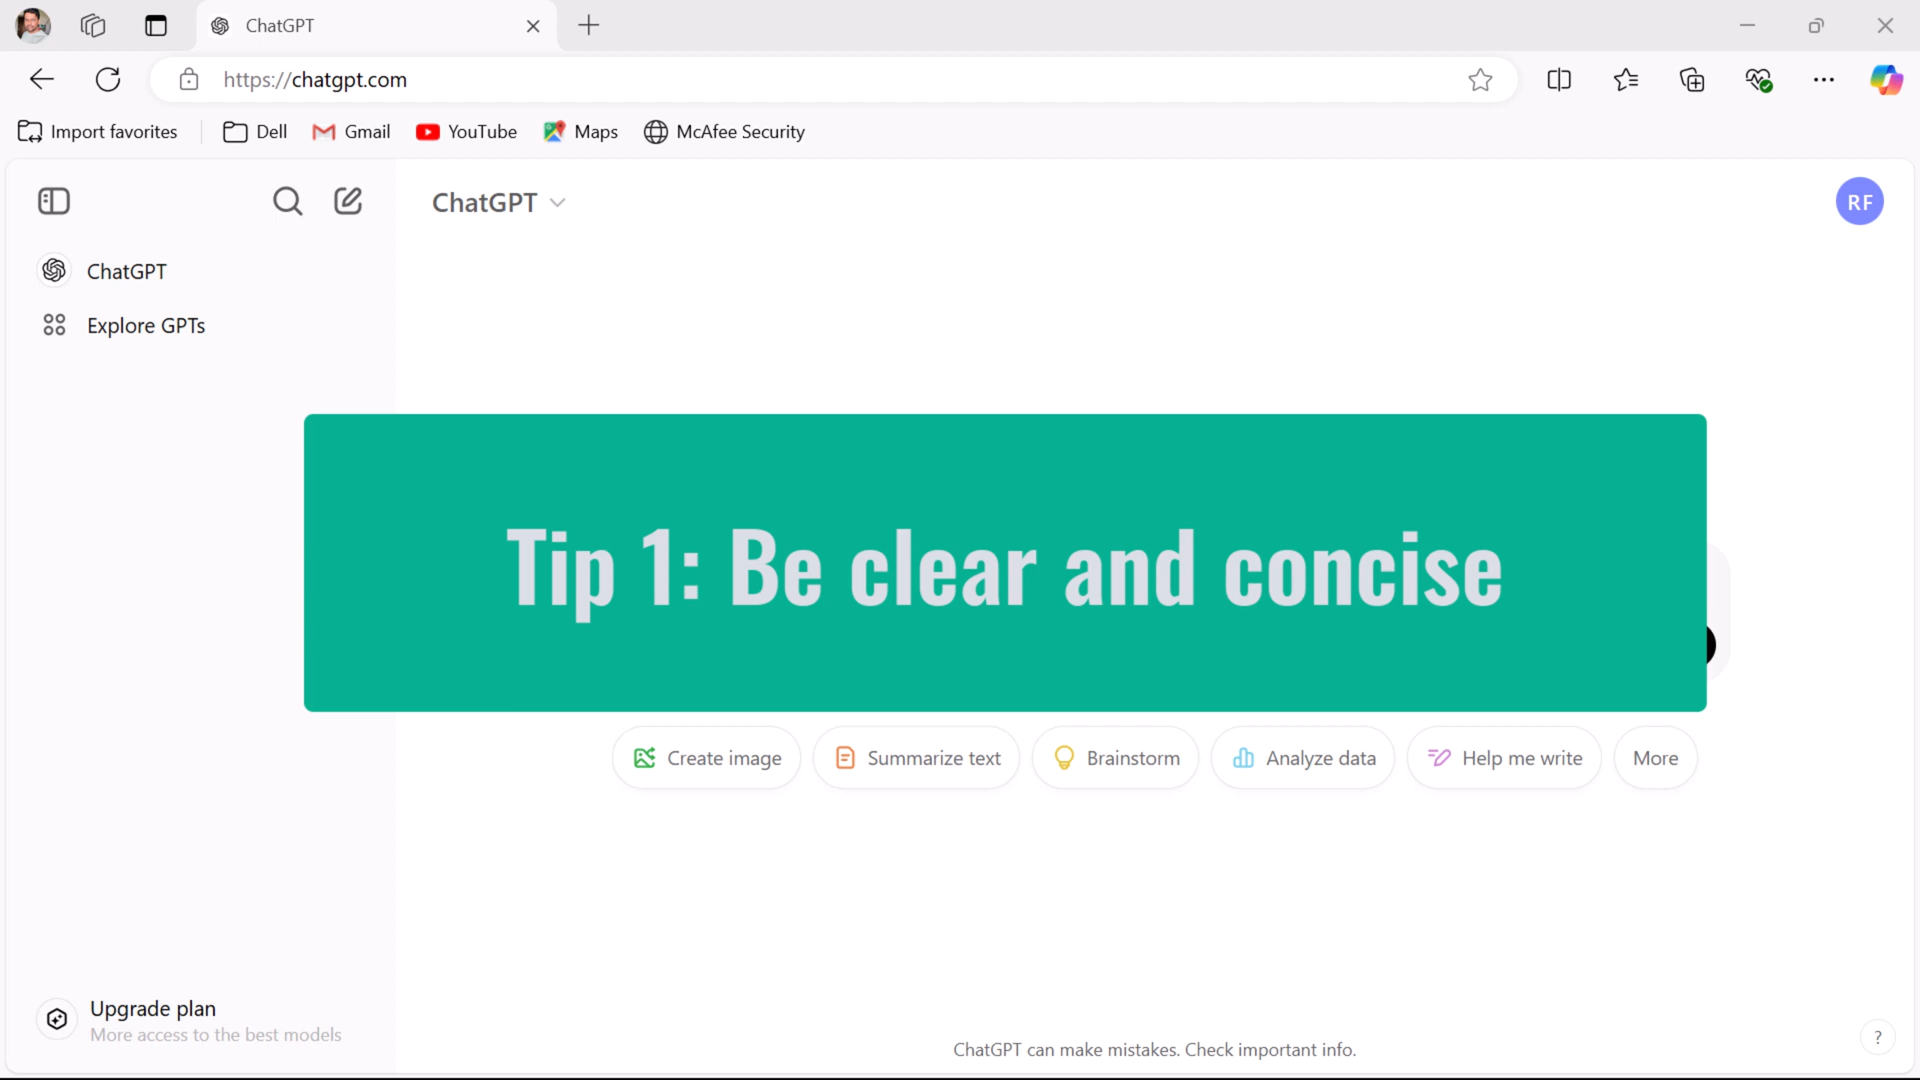 ChatGPT
https://chatgpt.com
Import favorites
Dell
Gmail
YouTube
Maps
McAfee Security
ChatGPT
RF
ChatGPT
Explore GPTs
Tip 1: Be clear and concise
Create image
Summarize text
Brainstorm
Analyze data
Help me write
More
Upgrade plan
More access to the best models
ChatGPT can make mistakes. Check important info.
?